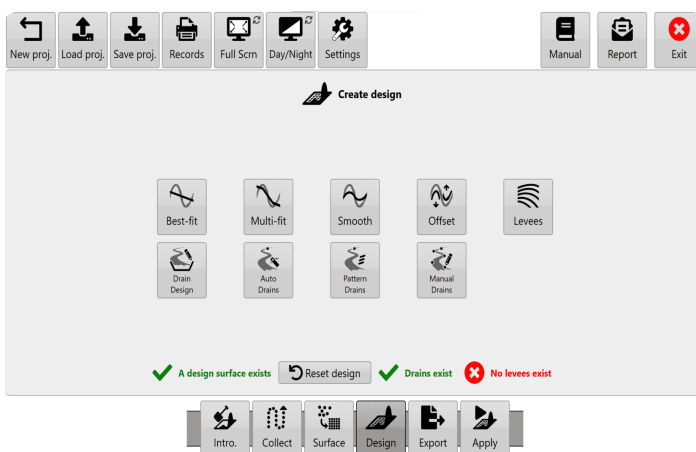 New proj. Load proj. Save proj. Records Full Scrn Day/Night Settings Manual Report Exit
Create design
Best-fit Multi-fit Smooth Offset Levees
Drain
Design
Auto
Drains
Pattern
Drains
Manual
Drains
A design surface exists Reset design Drains exist No levees exist
Intro. Collect Surface Design Export Apply